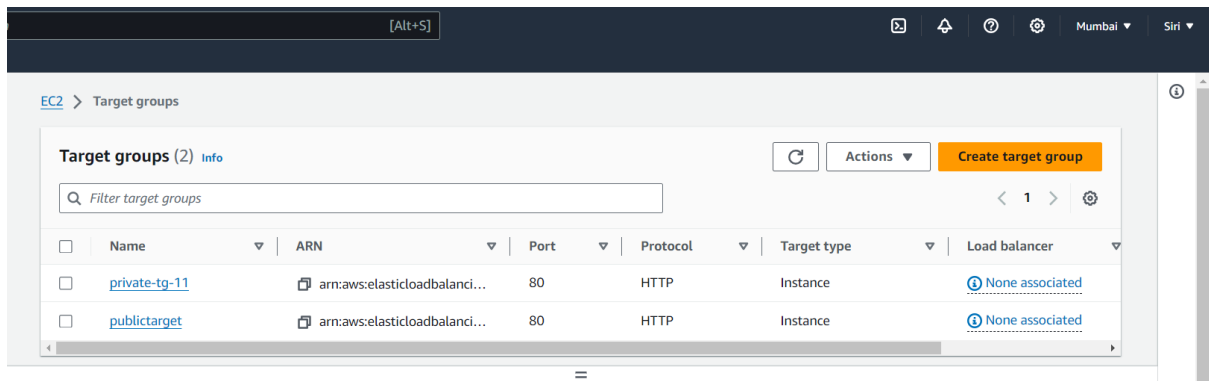 [Alt+S] Mumbai ▼ Siri ▼
EC2 > Target groups
Target groups (2) Info
Actions ▼ Create target group
Filter target groups
< 1 >
Name ARN Port Protocol Target type Load balancer
private-tg-11 arn:aws:elasticloadbalanci... 80 HTTP Instance None associated
publictarget arn:aws:elasticloadbalanci... 80 HTTP Instance None associated